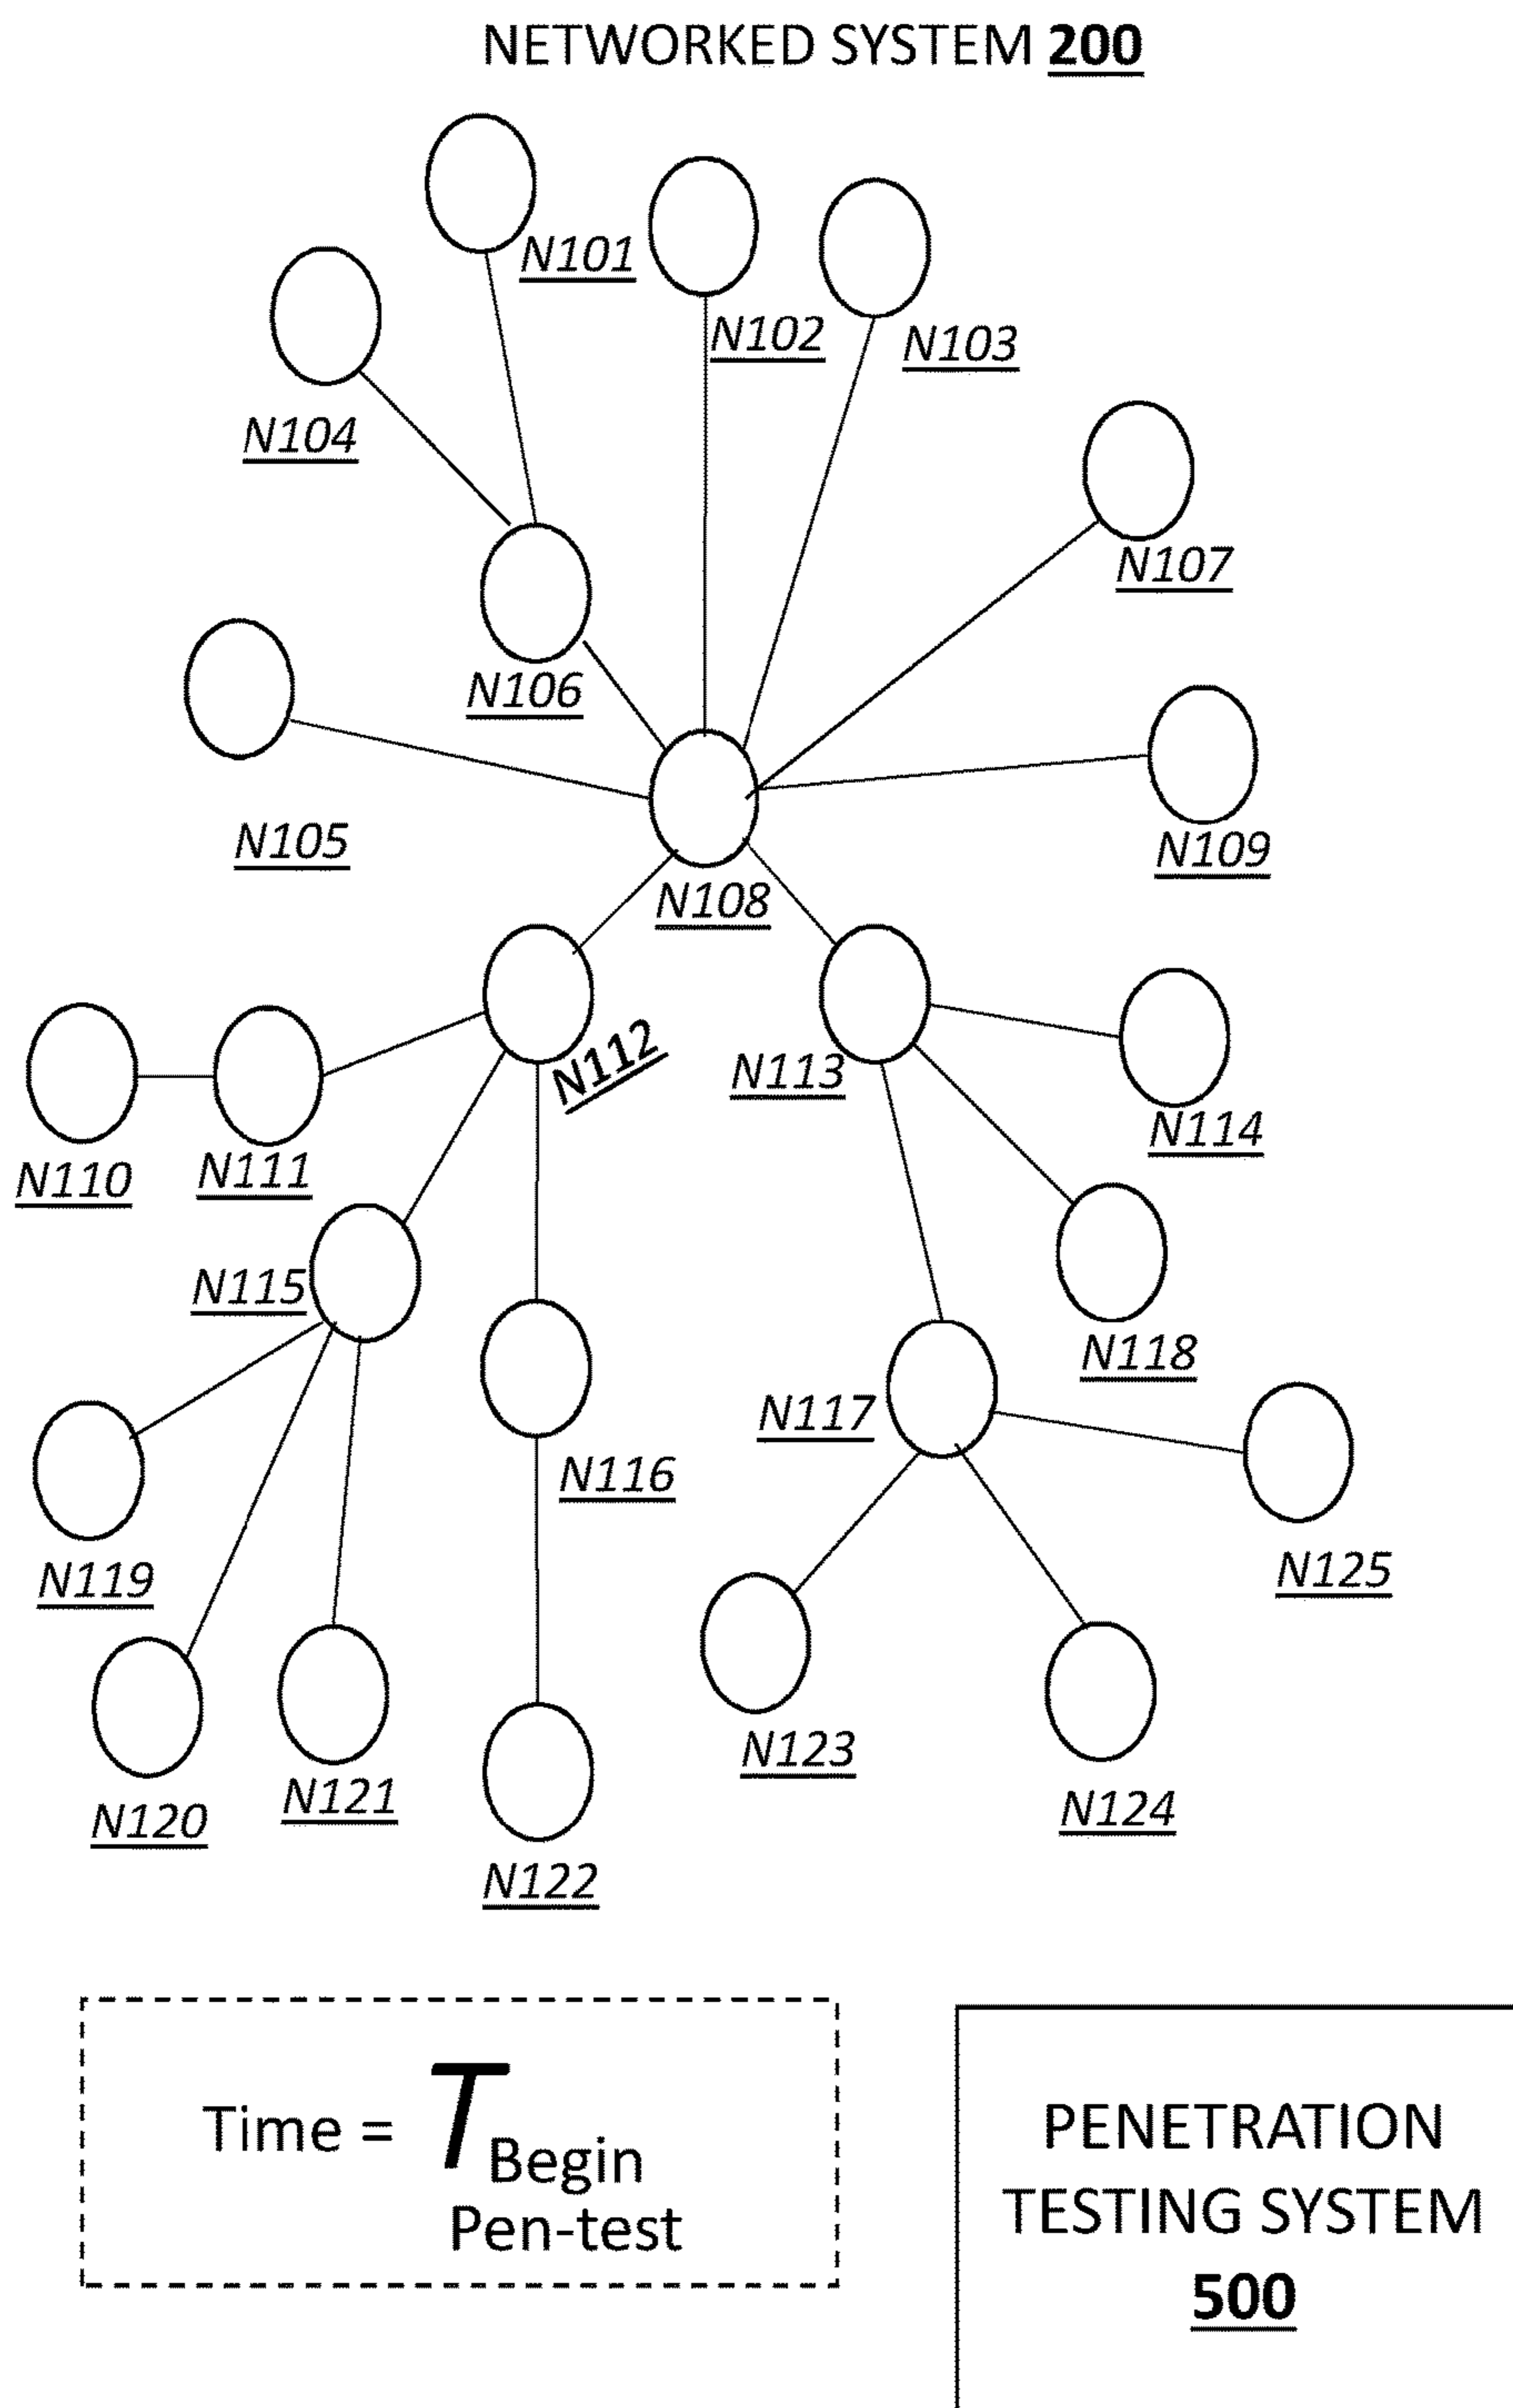 NETWORKED SYSTEM 200
N101
N102
N103
N104
N107
N106
N105
N109
N108
N112
N113
N114
N110
N111
N115
N118
N117
N116
N119
N125
N123
N121
N124
N120
N122
Time = T Begin
Pen-test
PENETRATION
TESTING SYSTEM
500